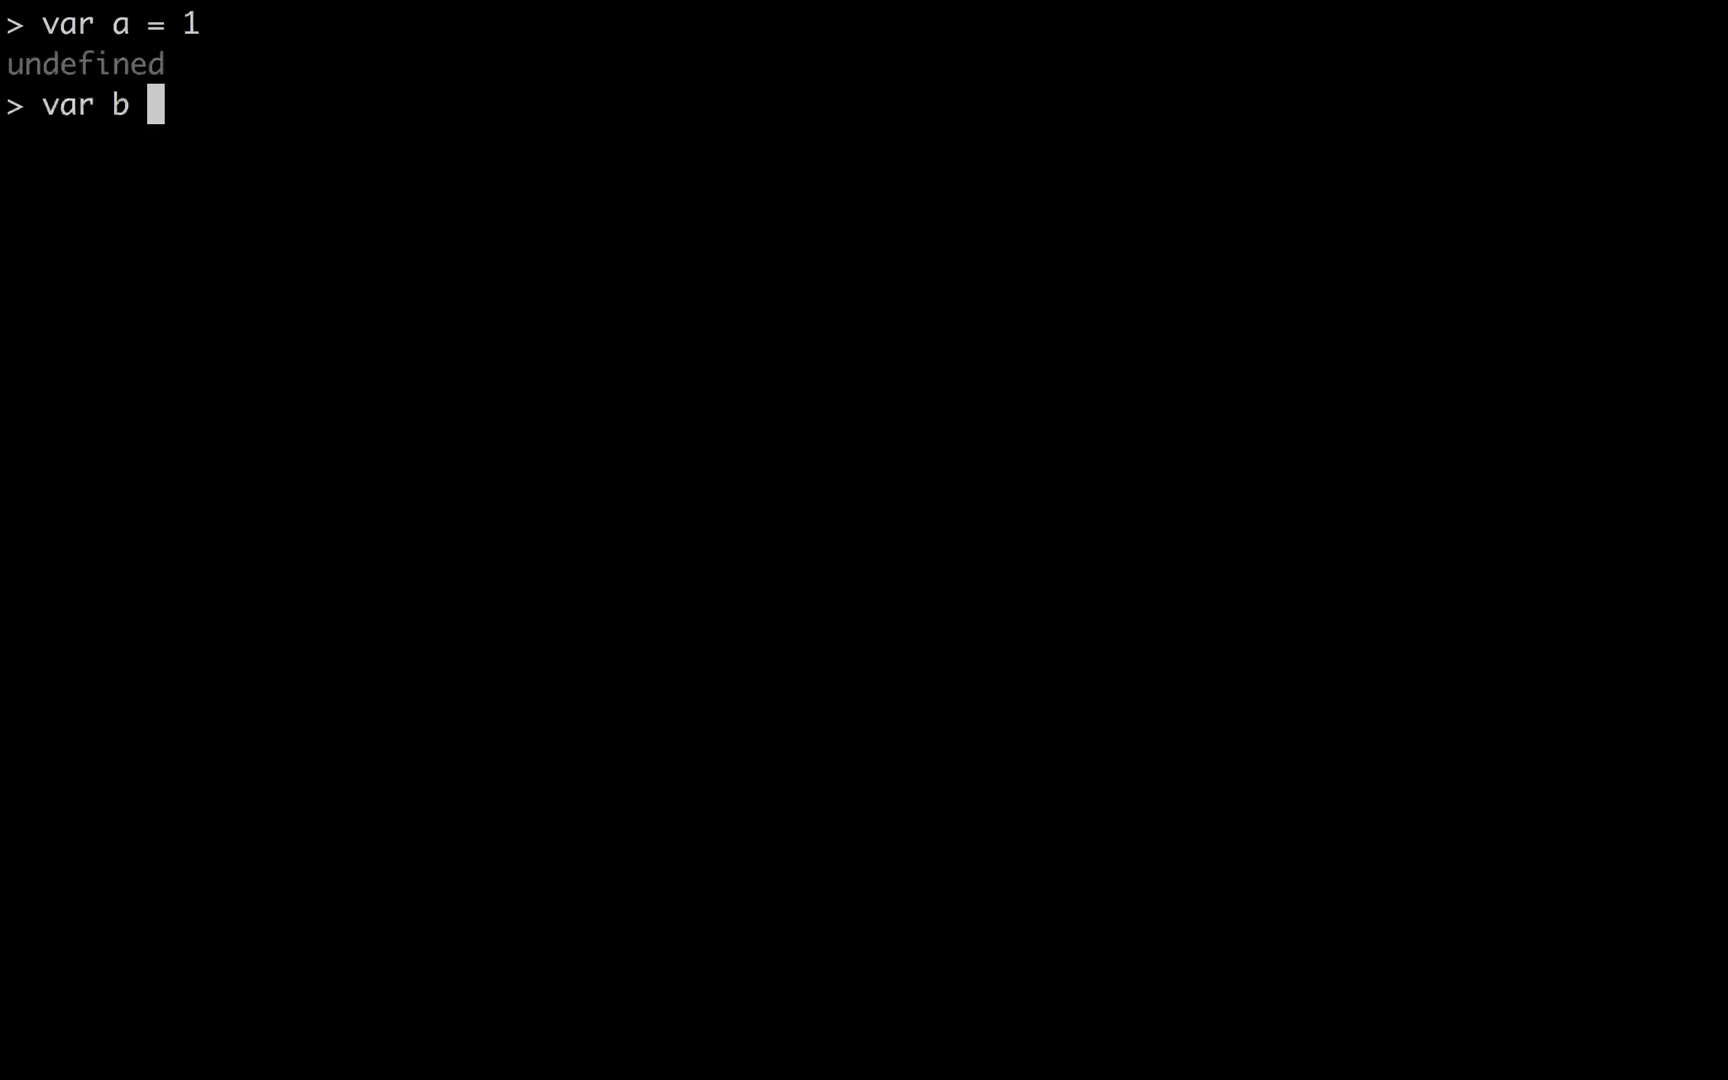 > var a = 1
undefined
> var b